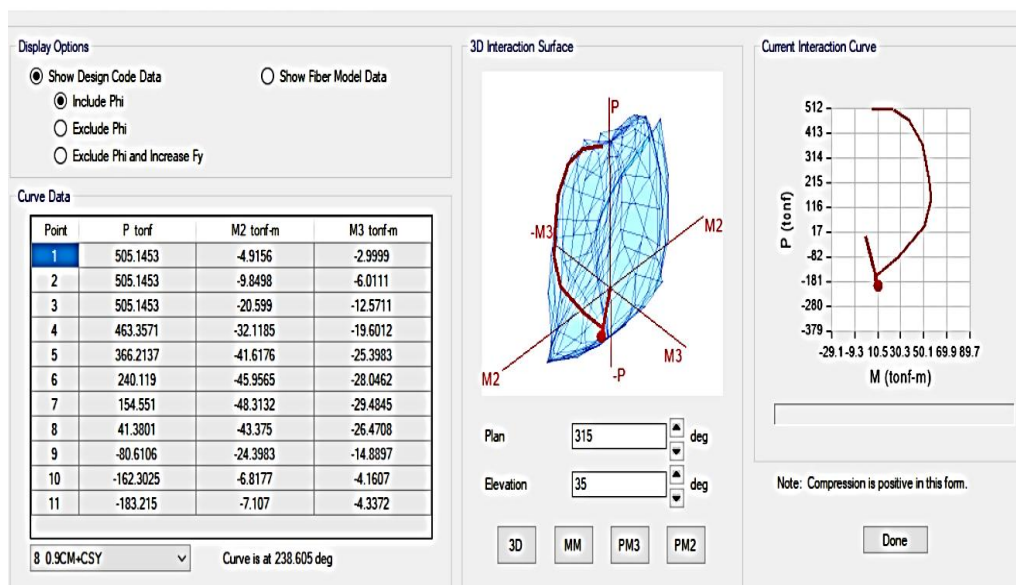 Display Options
Show Design Code Data
Show Fiber Model Data
Include Phi
Exclude Phi
Exclude Phi and Increase Fy
Curve Data
Point P tonf M2 tonf-m M3 tonf-m
1 505.1453 -4.9156 -2.9999
2 505.1453 -9.8498 -6.0111
3 505.1453 -20.599 -12.5711
4 463.3571 -32.1185 -19.6012
5 366.2137 -41.6176 -25.3983
6 240.119 -45.9565 -28.0462
7 154.551 -48.3132 -29.4845
8 41.3801 -43.375 -26.4708
9 -80.6106 -24.3983 -14.8897
10 -162.3025 -6.8177 -4.1607
11 -183.215 -7.107 -4.3372
8 0.9CM+CSY
Curve is at 238.605 deg
3D Interaction Surface
P
M2
-M3
M3
M2
-P
Plan 315 deg
Elevation 35 deg
3D MM PM3 PM2
Current Interaction Curve
P (tonf)
512
413
314
215
116
17
-82
-181
-280
-379
-29.1 -9.3 10.5 30.3 50.1 69.9 89.7
M (tonf-m)
Note: Compression is positive in this form.
Done